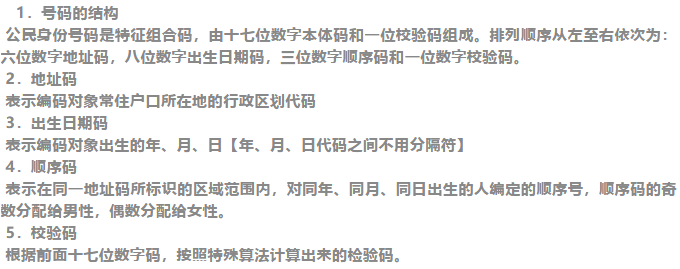 1. 号码的结构
公民身份号码是特征组合码，由十七位数字本体码和一位校验码组成。排列顺序从左至右依次为：
六位数字地址码，八位数字出生日期码，三位数字顺序码和一位数字校验码。
2. 地址码
表示编码对象常住户口所在地的行政区划代码
3. 出生日期码
表示编码对象出生的年、月、日【年、月、日代码之间不用分隔符】
4. 顺序码
表示在同一地址码所标识的区域范围内，对同年、同月、同日出生的人编定的顺序号，顺序码的奇
数分配给男性，偶数分配给女性。
5. 校验码
根据前面十七位数字码，按照特殊算法计算出来的检验码。